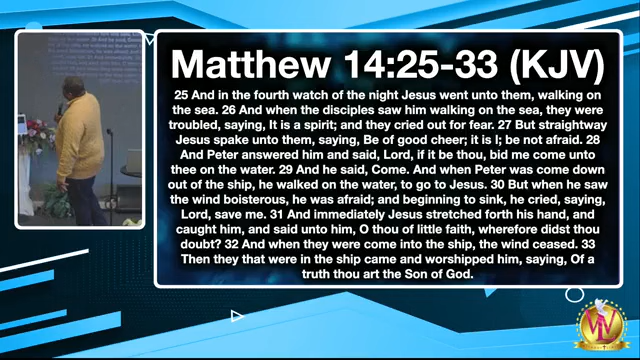 Matthew 14:25-33 (KJV)
25 And in the fourth watch of the night Jesus went unto them, walking on
the sea. 26 And when the disciples saw him walking on the sea, they were
troubled, saying, It is a spirit; and they cried out for fear. 27 But straightway
Jesus spake unto them, saying, Be of good cheer; it is I; be not afraid. 28
And Peter answered him and said, Lord, if it be thou, bid me come unto
thee on the water. 29 And he said, Come. And when Peter was come down
out of the ship, he walked on the water, to go to Jesus. 30 But when he saw
the wind boisterous, he was afraid; and beginning to sink, he cried, saying,
Lord, save me. 31 And immediately Jesus stretched forth his hand, and
caught him, and said unto him, O thou of little faith, wherefore didst thou
doubt? 32 And when they were come into the ship, the wind ceased. 33
Then they that were in the ship came and worshipped him, saying, Of a
truth thou art the Son of God.